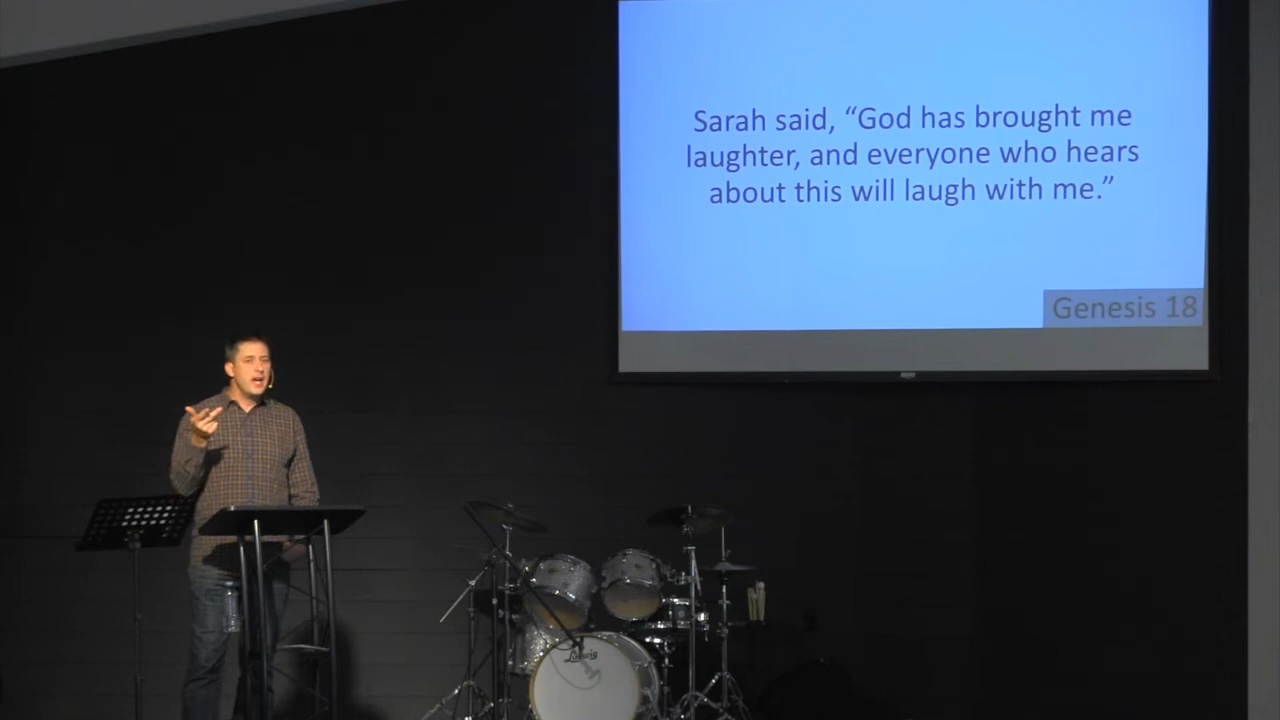 Sarah said, “God has brought me
laughter, and everyone who hears
about this will laugh with me.”
Genesis 18
Ludwig